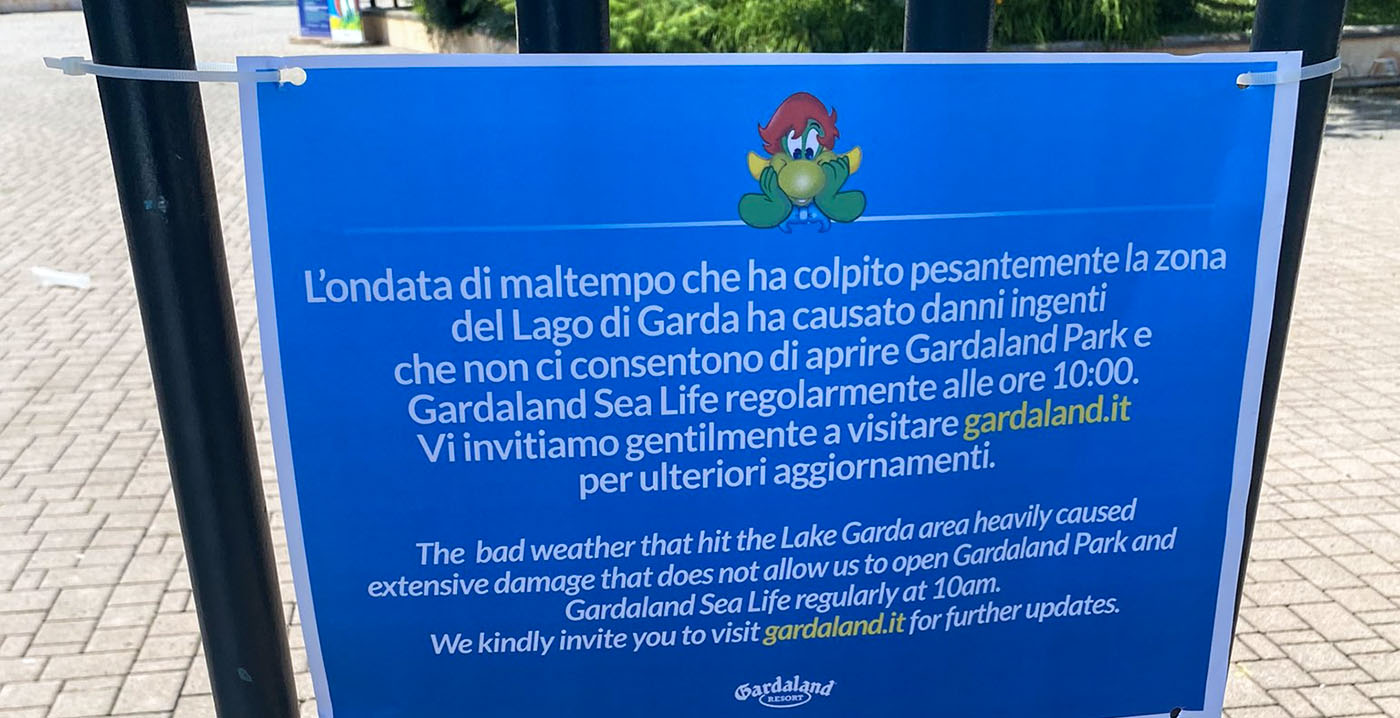 L'ondata di maltempo che ha colpito pesantemente la zona
del Lago di Garda ha causato danni ingenti
che non ci consentono di aprire Gardaland Park e
Gardaland Sea Life regolarmente alle ore 10:00.
Vi invitiamo gentilmente a visitare gardaland.it
per ulteriori aggiornamenti.
The bad weather that hit the Lake Garda area heavily caused
extensive damage that does not allow us to open Gardaland Park and
Gardaland Sea Life regularly at 10am.
We kindly invite you to visit gardaland.it for further updates.
Gardaland
RESORT